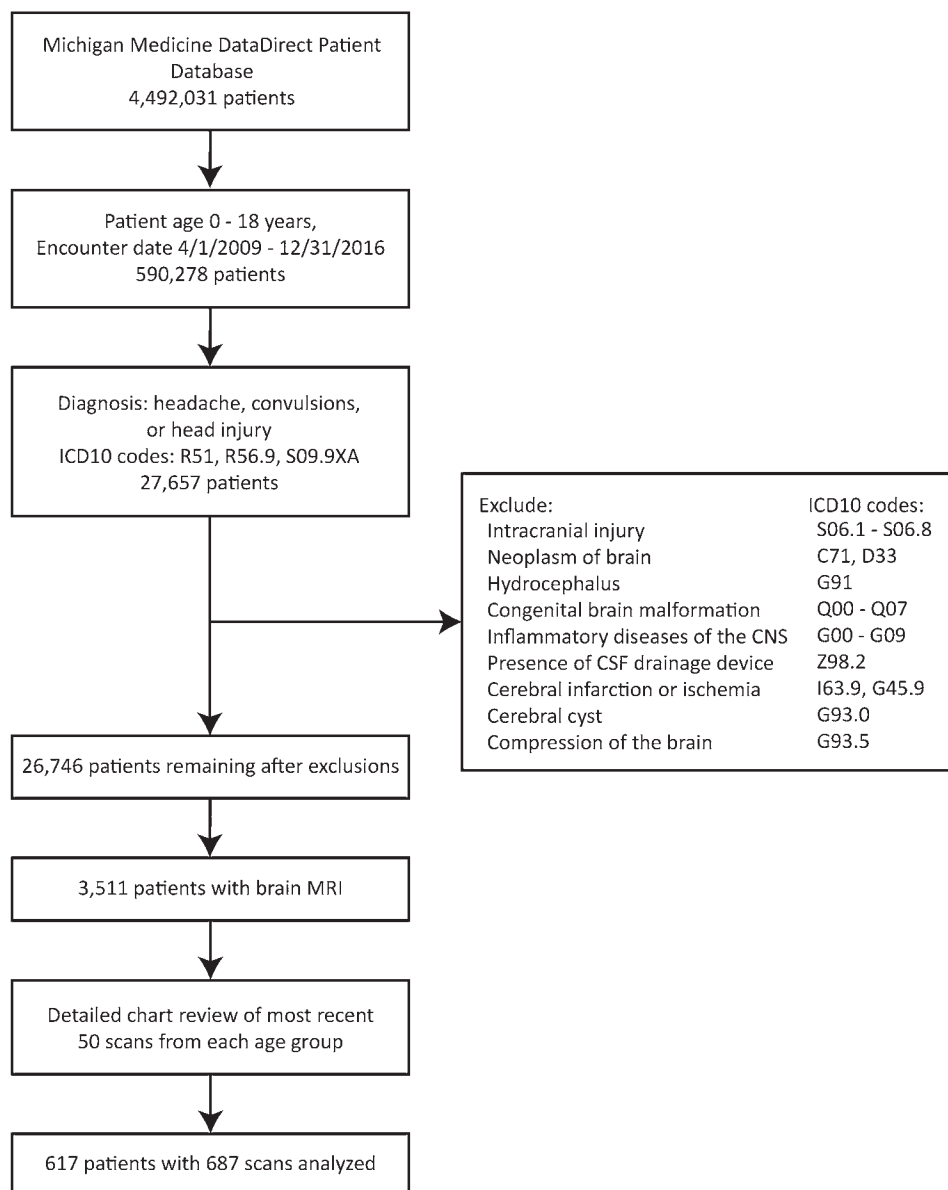 Michigan Medicine DataDirect Patient
Database
4,492,031 patients
Patient age 0 - 18 years,
Encounter date 4/1/2009 - 12/31/2016
590,278 patients
Diagnosis: headache, convulsions,
or head injury
ICD10 codes: R51, R56.9, S09.9XA
27,657 patients
Exclude: ICD10 codes:
Intracranial injury S06.1 - S06.8
Neoplasm of brain C71, D33
Hydrocephalus G91
Congenital brain malformation Q00 - Q07
Inflammatory diseases of the CNS G00 - G09
Presence of CSF drainage device Z98.2
Cerebral infarction or ischemia I63.9, G45.9
Cerebral cyst G93.0
Compression of the brain G93.5
26,746 patients remaining after exclusions
3,511 patients with brain MRI
Detailed chart review of most recent
50 scans from each age group
617 patients with 687 scans analyzed